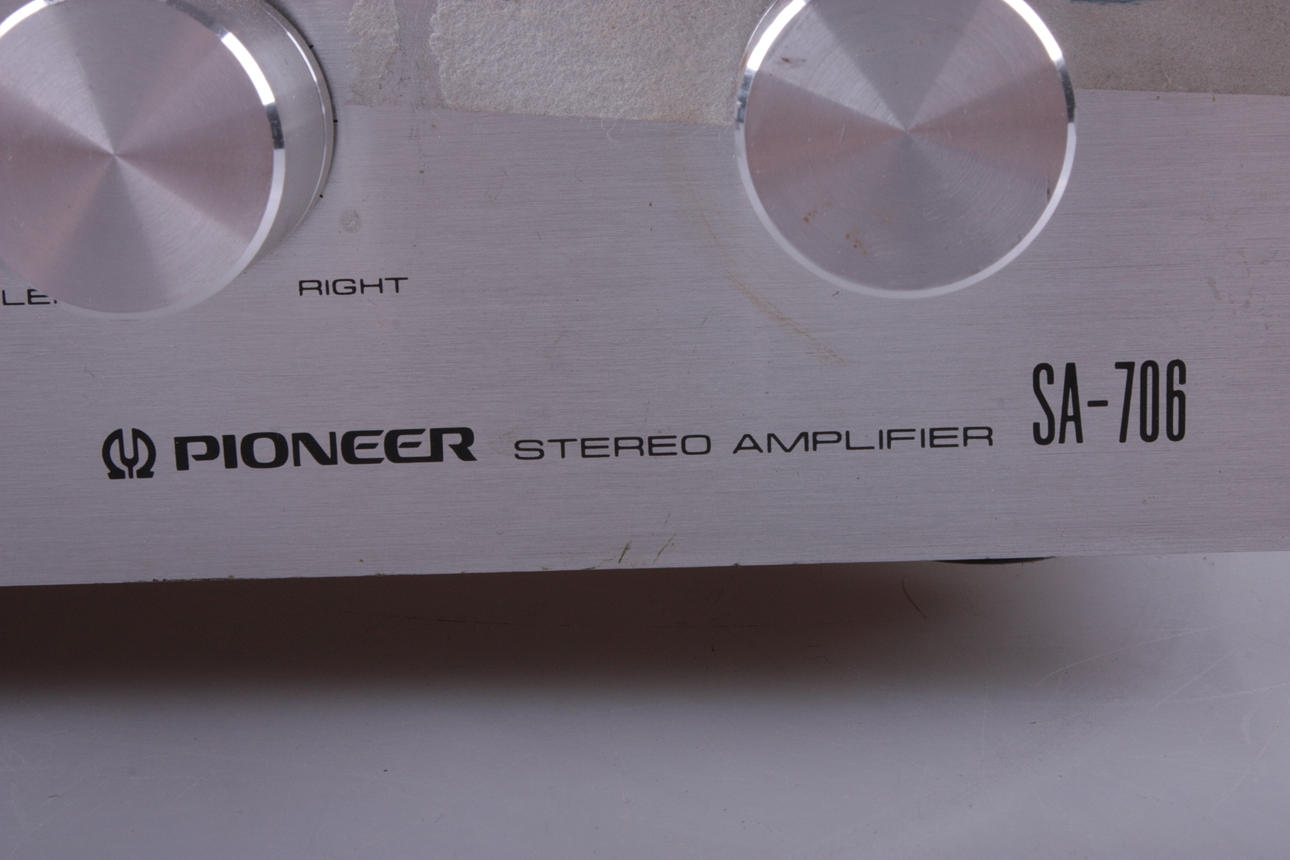 RIGHT
PIONEER STEREO AMPLIFIER SA-706